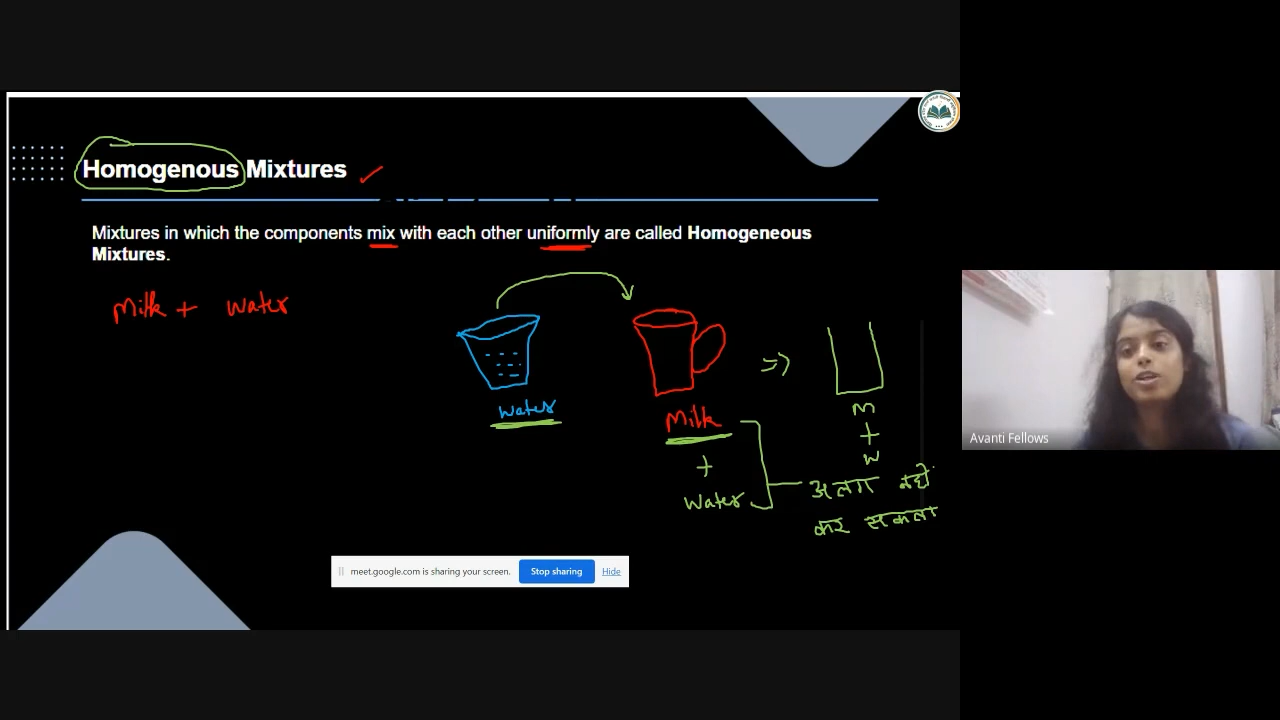 Homogenous Mixtures
Mixtures in which the components mix with each other uniformly are called Homogeneous
Mixtures.
Milk + Water
Water
Milk
+
Water
=>
M
+
W
अलग नही
कर सकता
meet.google.com is sharing your screen. Stop sharing Hide
Avanti Fellows